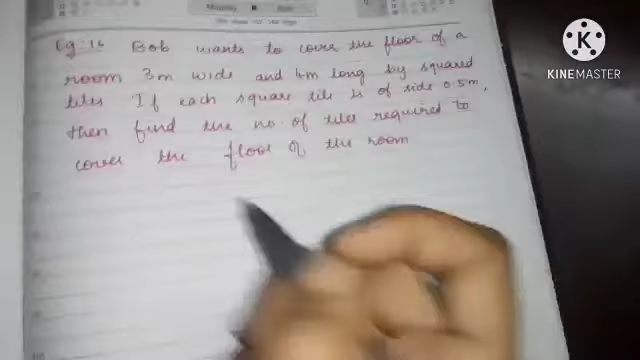 Eg:-16 Bob wants to cover the floor of a
room 3m wide and 4m long by squared
tiles If each square tile is of side 0.5m,
then find the no. of tiles required to
cover the floor of the room
KINEMASTER